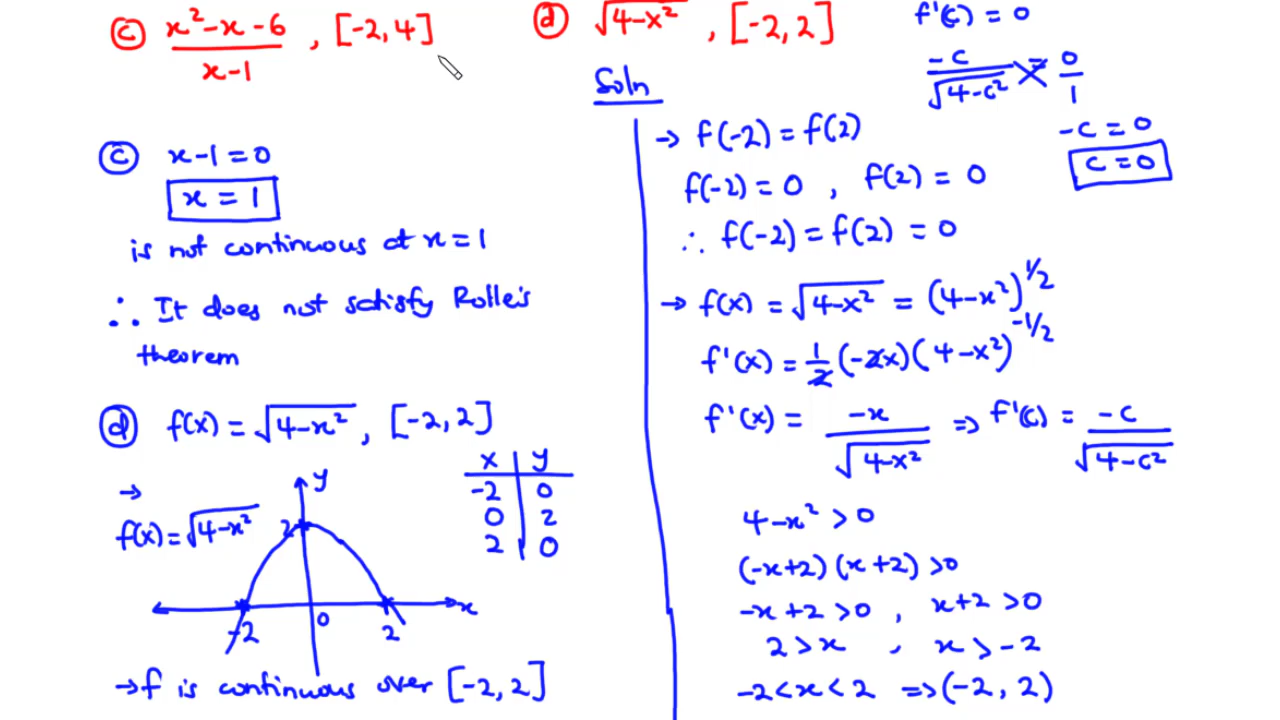 (c) x² - x - 6 / x - 1 , [-2, 4]
(d) √4-x² , [-2, 2]
Soln
(c) x - 1 = 0
x = 1
is not continuous at x = 1
∴ It does not satisfy Rolle's
theorem
(d) f(x) = √4-x² , [-2, 2]
x | y
-2 | 0
0 | 2
2 | 0
→
f(x) = √4-x²
y
2
-2
0
2
x
→ f is continuous over [-2, 2]
→ f(-2) = f(2)
f(-2) = 0 , f(2) = 0
∴ f(-2) = f(2) = 0
→ f(x) = √4-x² = (4-x²)^1/2
f'(x) = 1/2 (-2x)(4-x²)^-1/2
f'(x) = -x / √4-x² ⇒ f'(c) = -c / √4-c²
4-x² > 0
(-x+2)(x+2) > 0
-x+2 > 0 , x+2 > 0
2 > x , x > -2
-2 < x < 2 ⇒ (-2, 2)
f'(c) = 0
-c / √4-c² = 0 / 1
-c = 0
c = 0